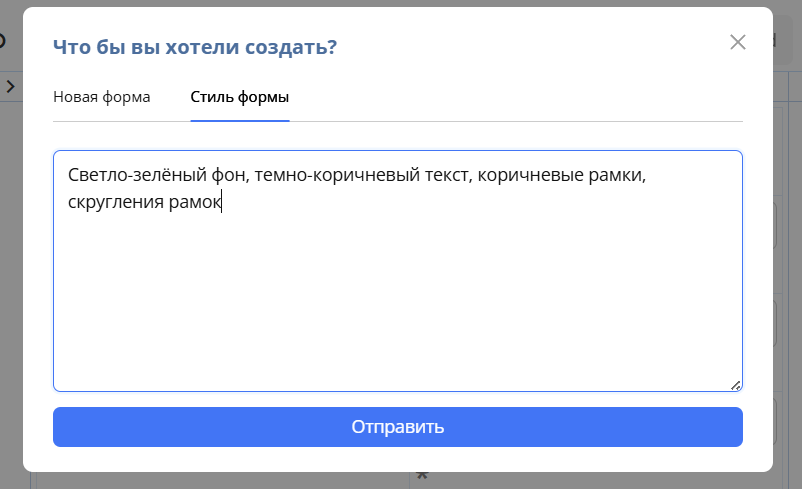 Что бы вы хотели создать?
Новая форма
Стиль формы
Светло-зелёный фон, темно-коричневый текст, коричневые рамки,
скругления рамок
Отправить
*